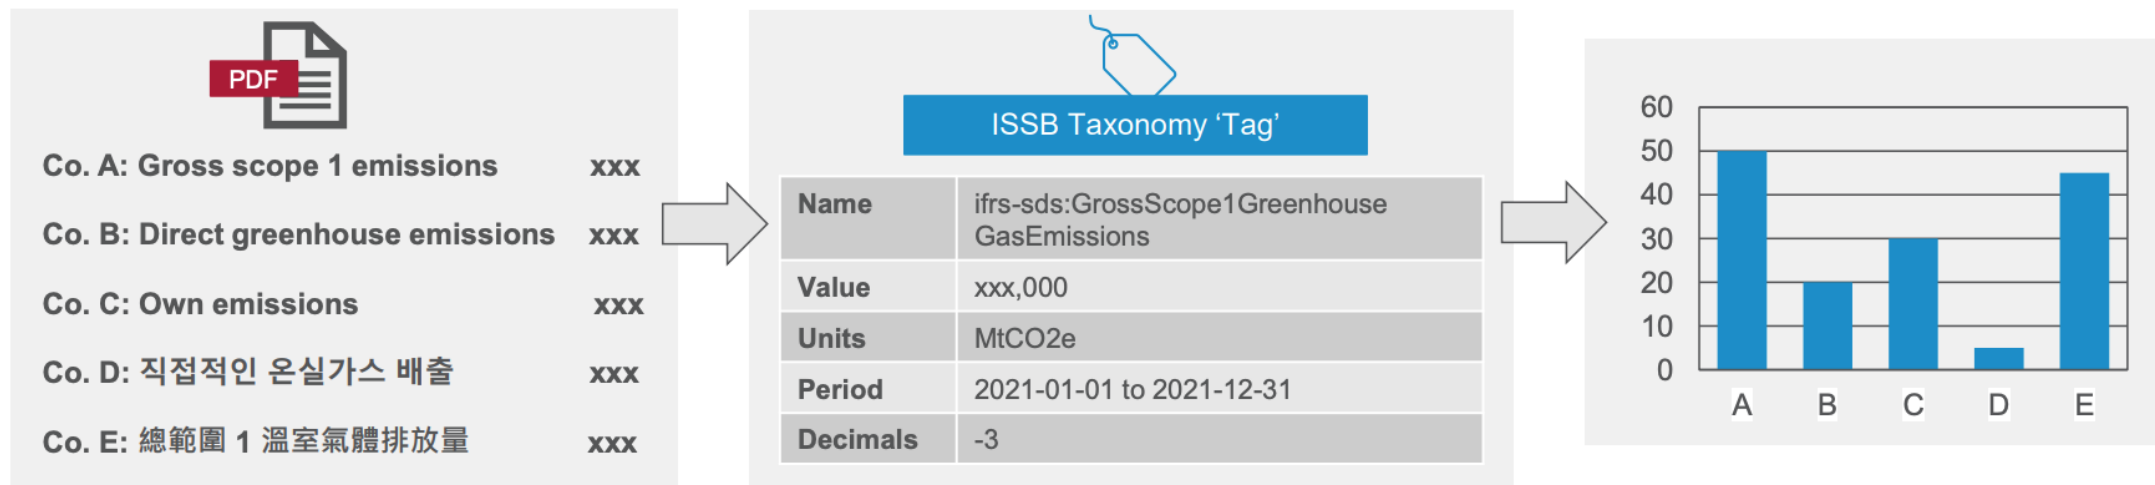 PDF
Co. A: Gross scope 1 emissions xxx
Co. B: Direct greenhouse emissions xxx
Co. C: Own emissions xxx
Co. D: 직접적인 온실가스 배출 xxx
Co. E: 總範圍 1 溫室氣體排放量 xxx
ISSB Taxonomy ‘Tag’
Name ifrs-sds:GrossScope1Greenhouse
GasEmissions
Value xxx,000
Units MtCO2e
Period 2021-01-01 to 2021-12-31
Decimals -3
60
50
40
30
20
10
0
A B C D E